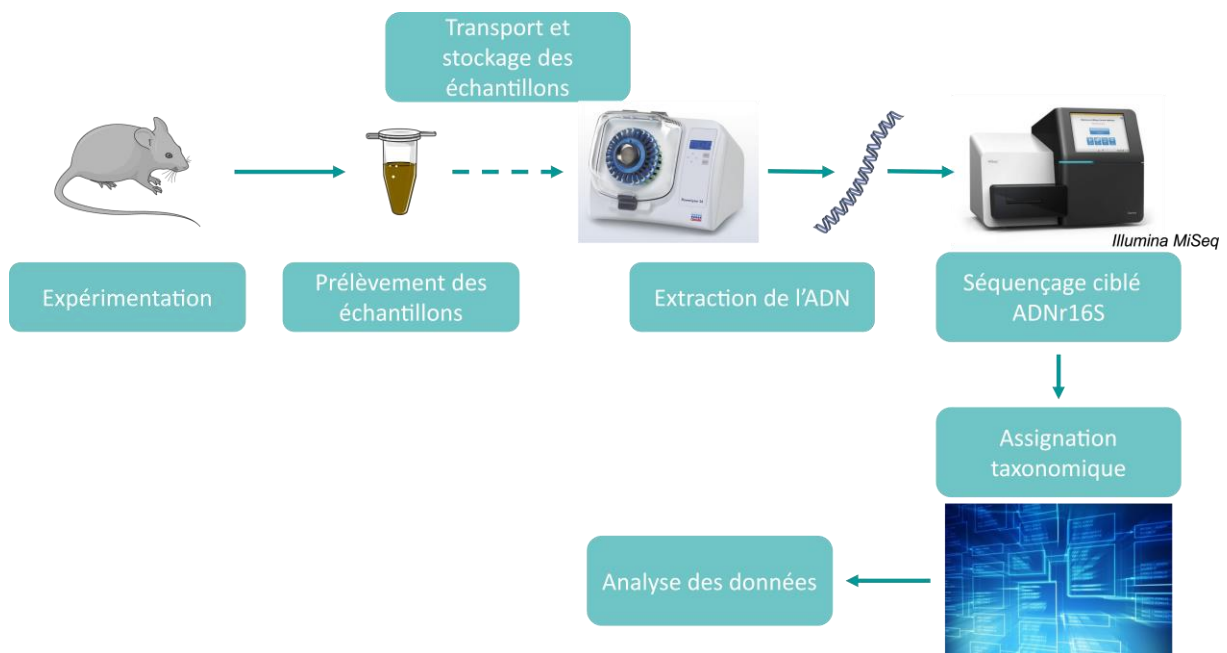 Transport et
stockage des
échantillons
Illumina MiSeq
Expérimentation
Prélèvement des
échantillons
Extraction de l'ADN
Séquençage ciblé
ADNr16S
Assignation
taxonomique
Analyse des données